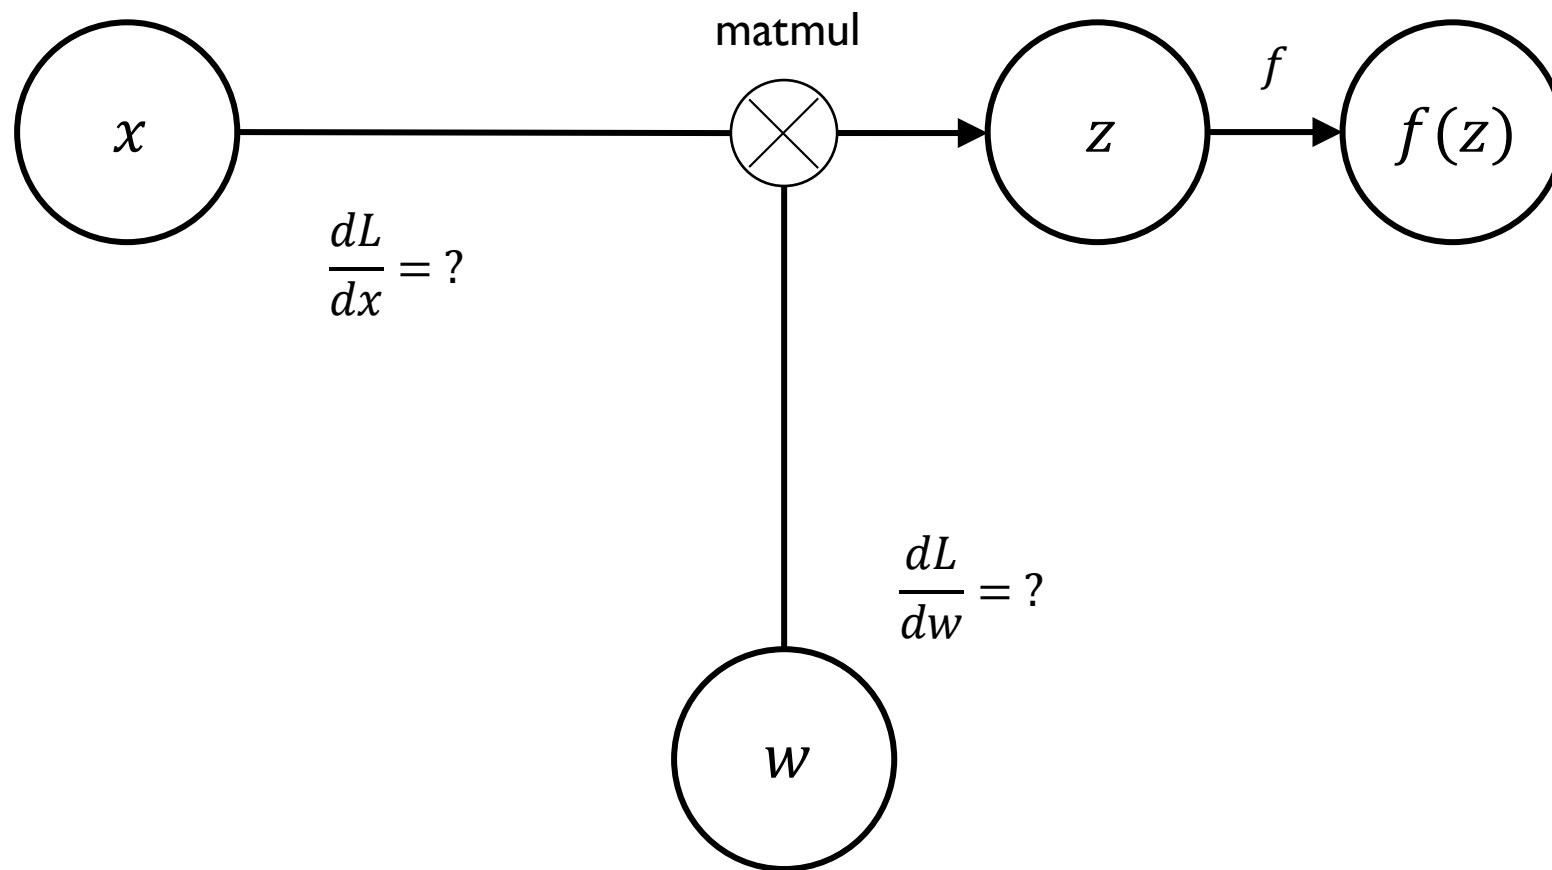 matmul
x
z
f
f(z)
dL/dx = ?
dL/dw = ?
w